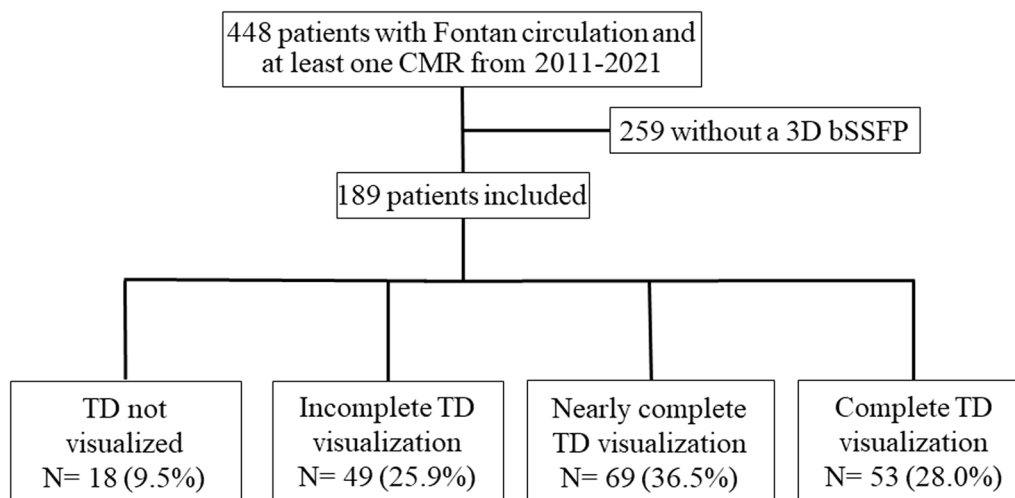 448 patients with Fontan circulation and
at least one CMR from 2011-2021
259 without a 3D bSSFP
189 patients included
TD not
visualized
N= 18 (9.5%)
Incomplete TD
visualization
N= 49 (25.9%)
Nearly complete
TD visualization
N= 69 (36.5%)
Complete TD
visualization
N= 53 (28.0%)